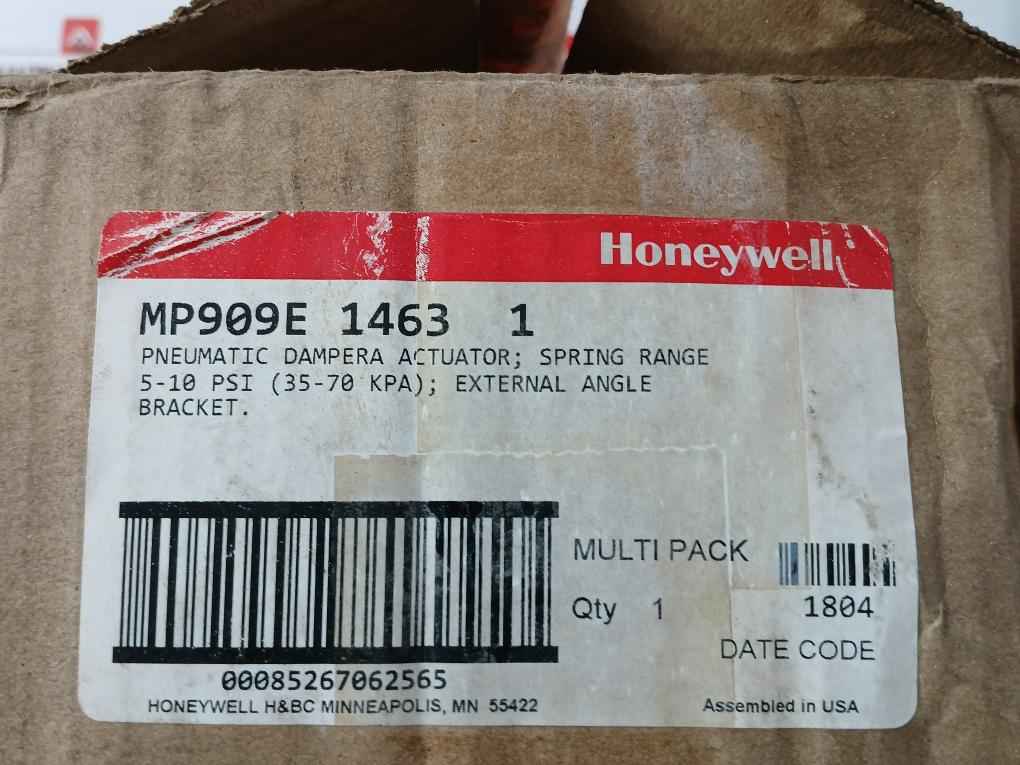 Honeywell
MP909E 1463 1
PNEUMATIC DAMPERA ACTUATOR; SPRING RANGE
5-10 PSI (35-70 KPA); EXTERNAL ANGLE
BRACKET.
MULTI PACK
Qty 1
1804
DATE CODE
00085267062565
HONEYWELL H&BC MINNEAPOLIS, MN 55422
Assembled in USA